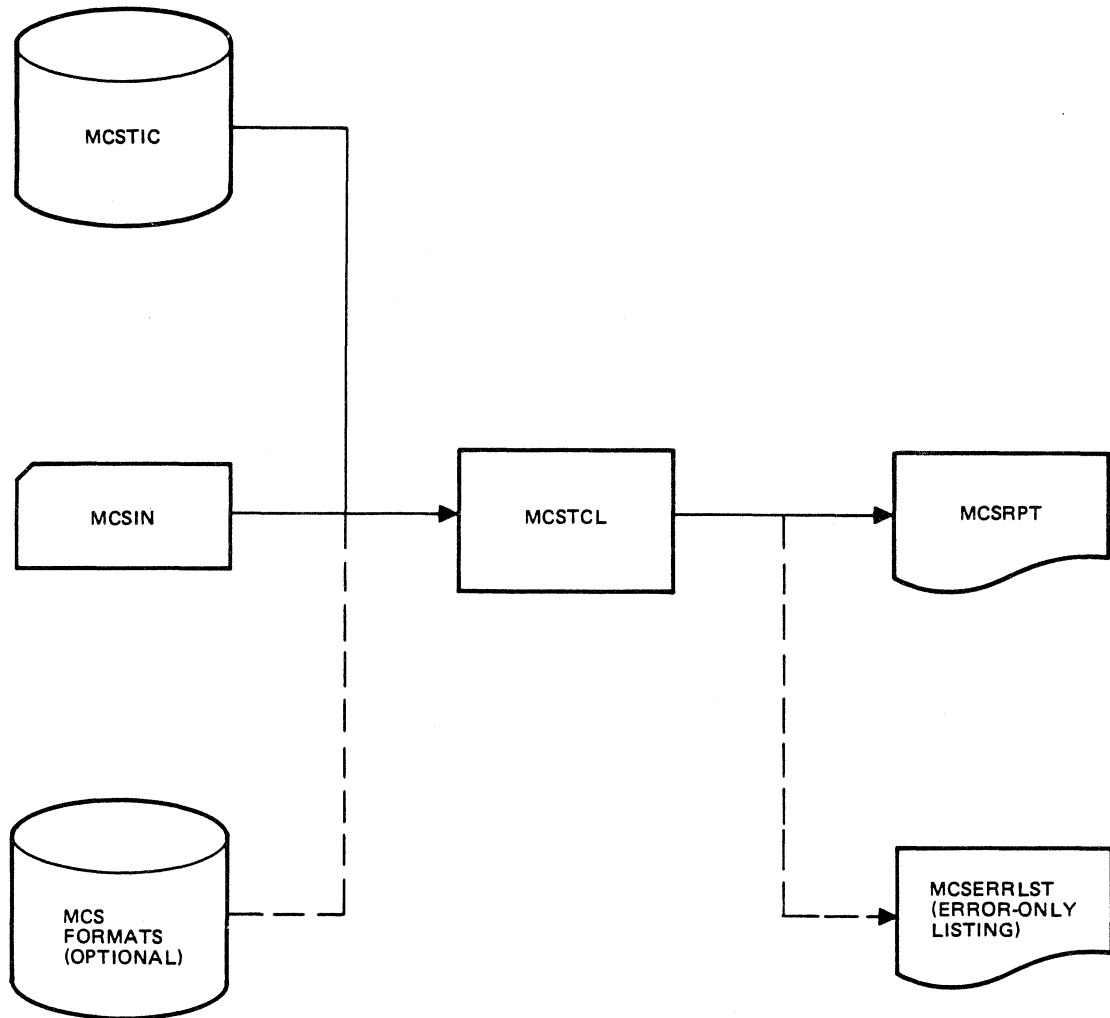 MCSTIC
MCSIN
MCSTCL
MCSRPT
MCS
FORMATS
(OPTIONAL)
MCSERRLST
(ERROR-ONLY
LISTING)